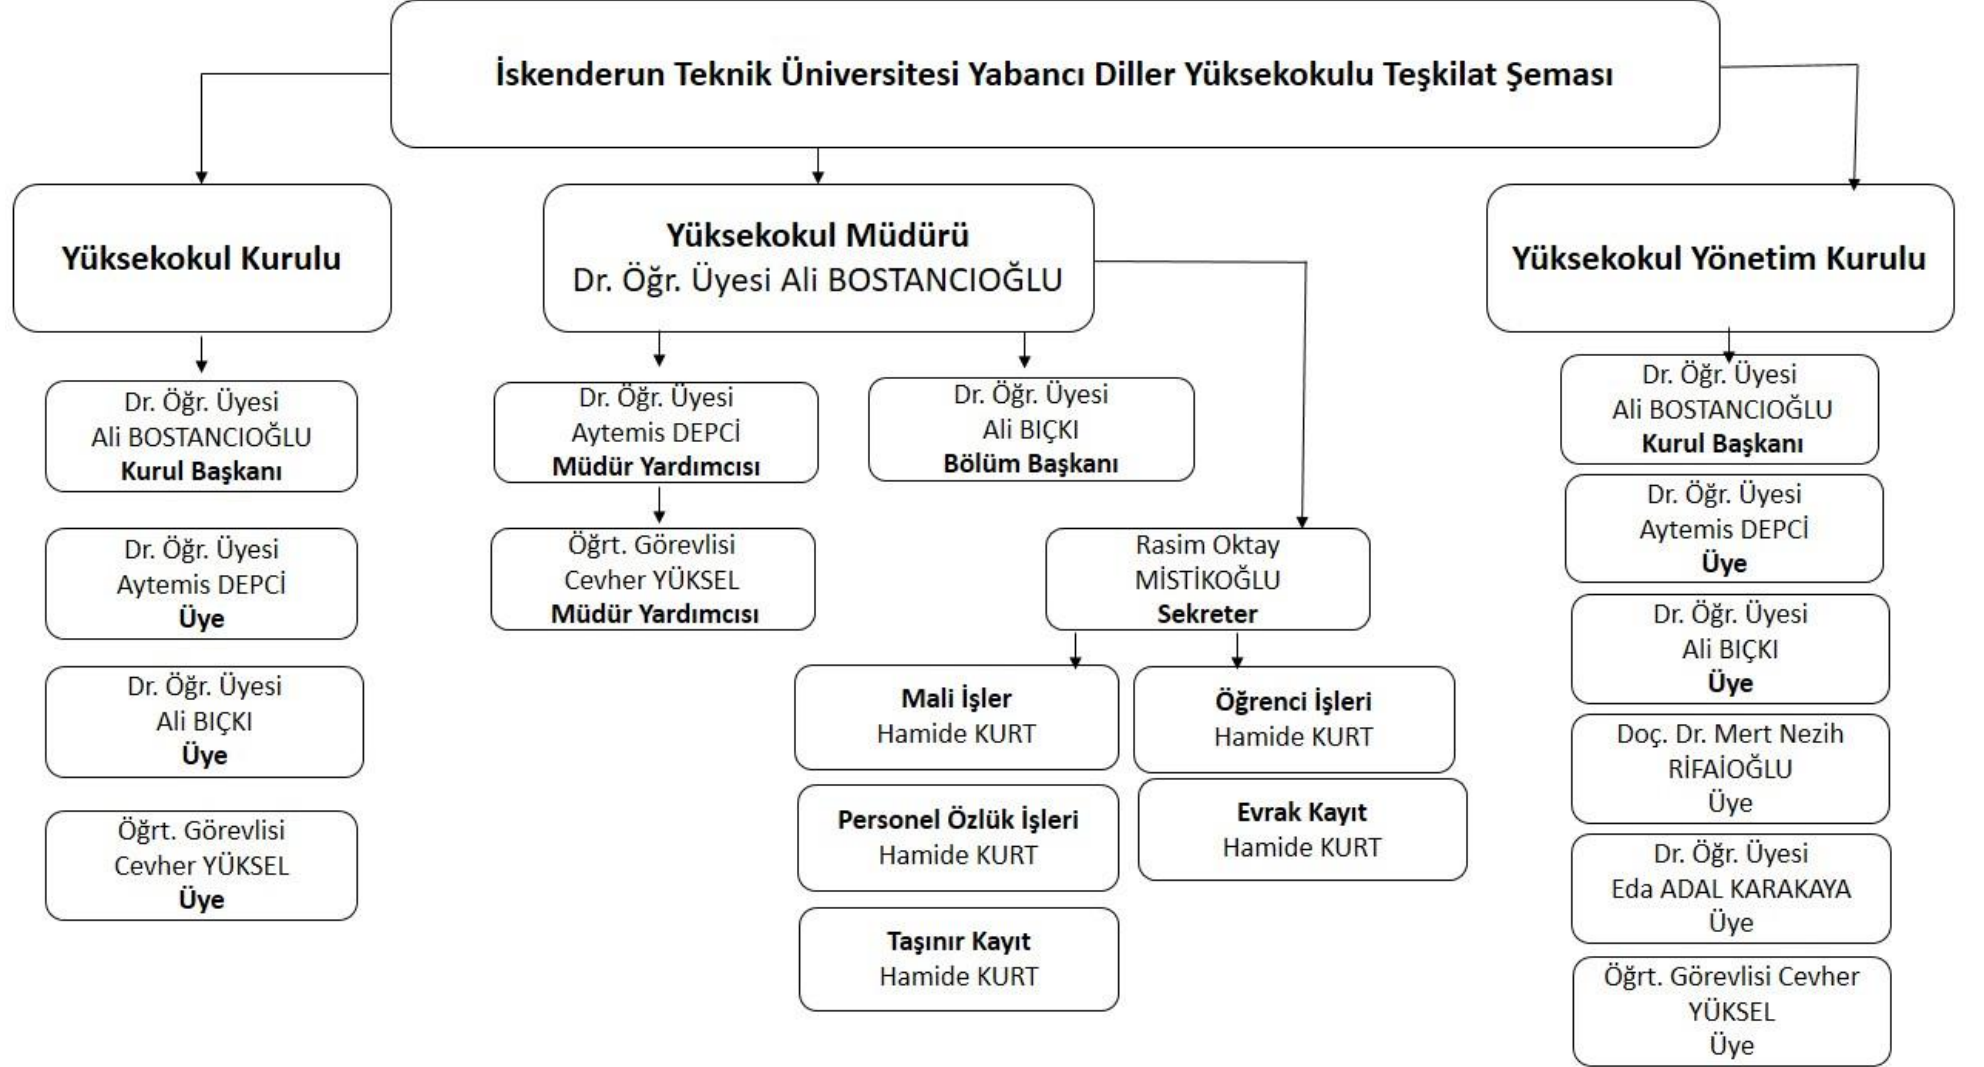 İskenderun Teknik Üniversitesi Yabancı Diller Yüksekokulu Teşkilat Şeması
Yüksekokul Kurulu
Dr. Öğr. Üyesi
Ali BOSTANCIOĞLU
Kurul Başkanı
Dr. Öğr. Üyesi
Aytemis DEPCİ
Üye
Dr. Öğr. Üyesi
Ali BIÇKI
Üye
Öğrt. Görevlisi
Cevher YÜKSEL
Üye
Yüksekokul Müdürü
Dr. Öğr. Üyesi Ali BOSTANCIOĞLU
Dr. Öğr. Üyesi
Aytemis DEPCİ
Müdür Yardımcısı
Öğrt. Görevlisi
Cevher YÜKSEL
Müdür Yardımcısı
Dr. Öğr. Üyesi
Ali BIÇKI
Bölüm Başkanı
Rasim Oktay
MİSTİKOĞLU
Sekreter
Mali İşler
Hamide KURT
Personel Özlük İşleri
Hamide KURT
Taşınır Kayıt
Hamide KURT
Öğrenci İşleri
Hamide KURT
Evrak Kayıt
Hamide KURT
Yüksekokul Yönetim Kurulu
Dr. Öğr. Üyesi
Ali BOSTANCIOĞLU
Kurul Başkanı
Dr. Öğr. Üyesi
Aytemis DEPCİ
Üye
Dr. Öğr. Üyesi
Ali BIÇKI
Üye
Doç. Dr. Mert Nezih
RİFAİOĞLU
Üye
Dr. Öğr. Üyesi
Eda ADAL KARAKAYA
Üye
Öğrt. Görevlisi Cevher
YÜKSEL
Üye